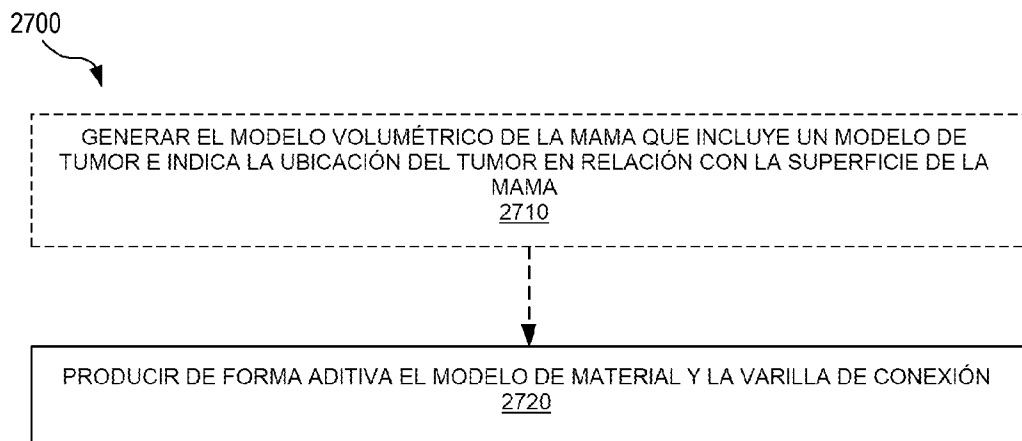 2700
GENERAR EL MODELO VOLUMÉTRICO DE LA MAMA QUE INCLUYE UN MODELO DE
TUMOR E INDICA LA UBICACIÓN DEL TUMOR EN RELACIÓN CON LA SUPERFICIE DE LA
MAMA
2710
PRODUCIR DE FORMA ADITIVA EL MODELO DE MATERIAL Y LA VARILLA DE CONEXIÓN
2720